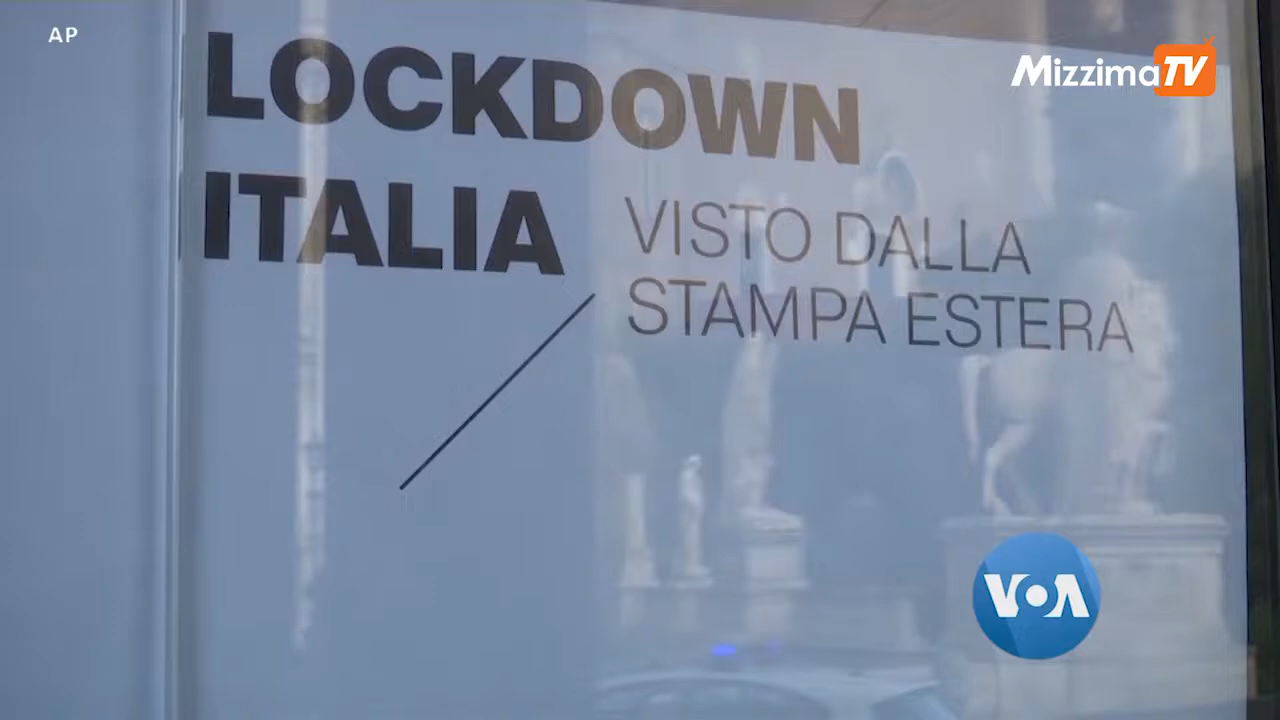 AP
MizzimaTV
LOCKDOWN
ITALIA
VISTO DALLA
STAMPA ESTERA
VOA